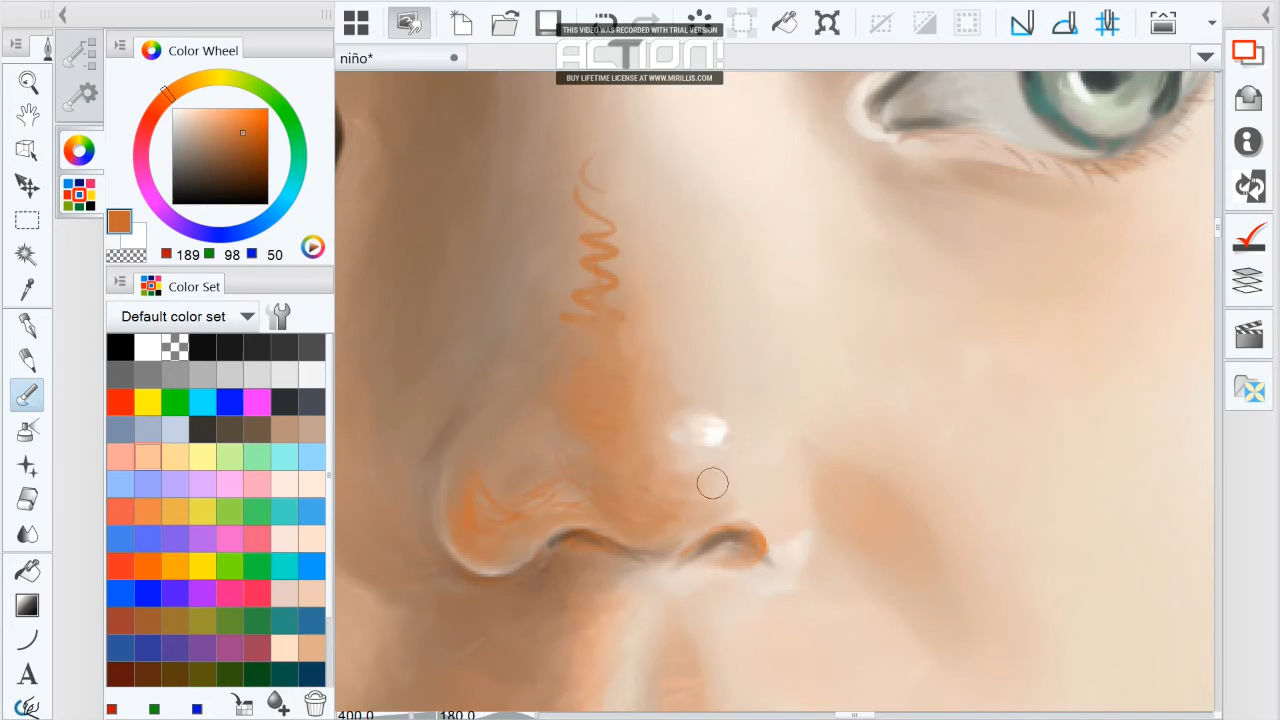 Color Wheel
THIS VIDEO WAS RECORDED WITH TRIAL VERSION
ACTION!
BUY LIFETIME LICENSE AT WWW.MIRILLIS.COM
niño*
189 98 50
Color Set
Default color set
A
400.0 180.0